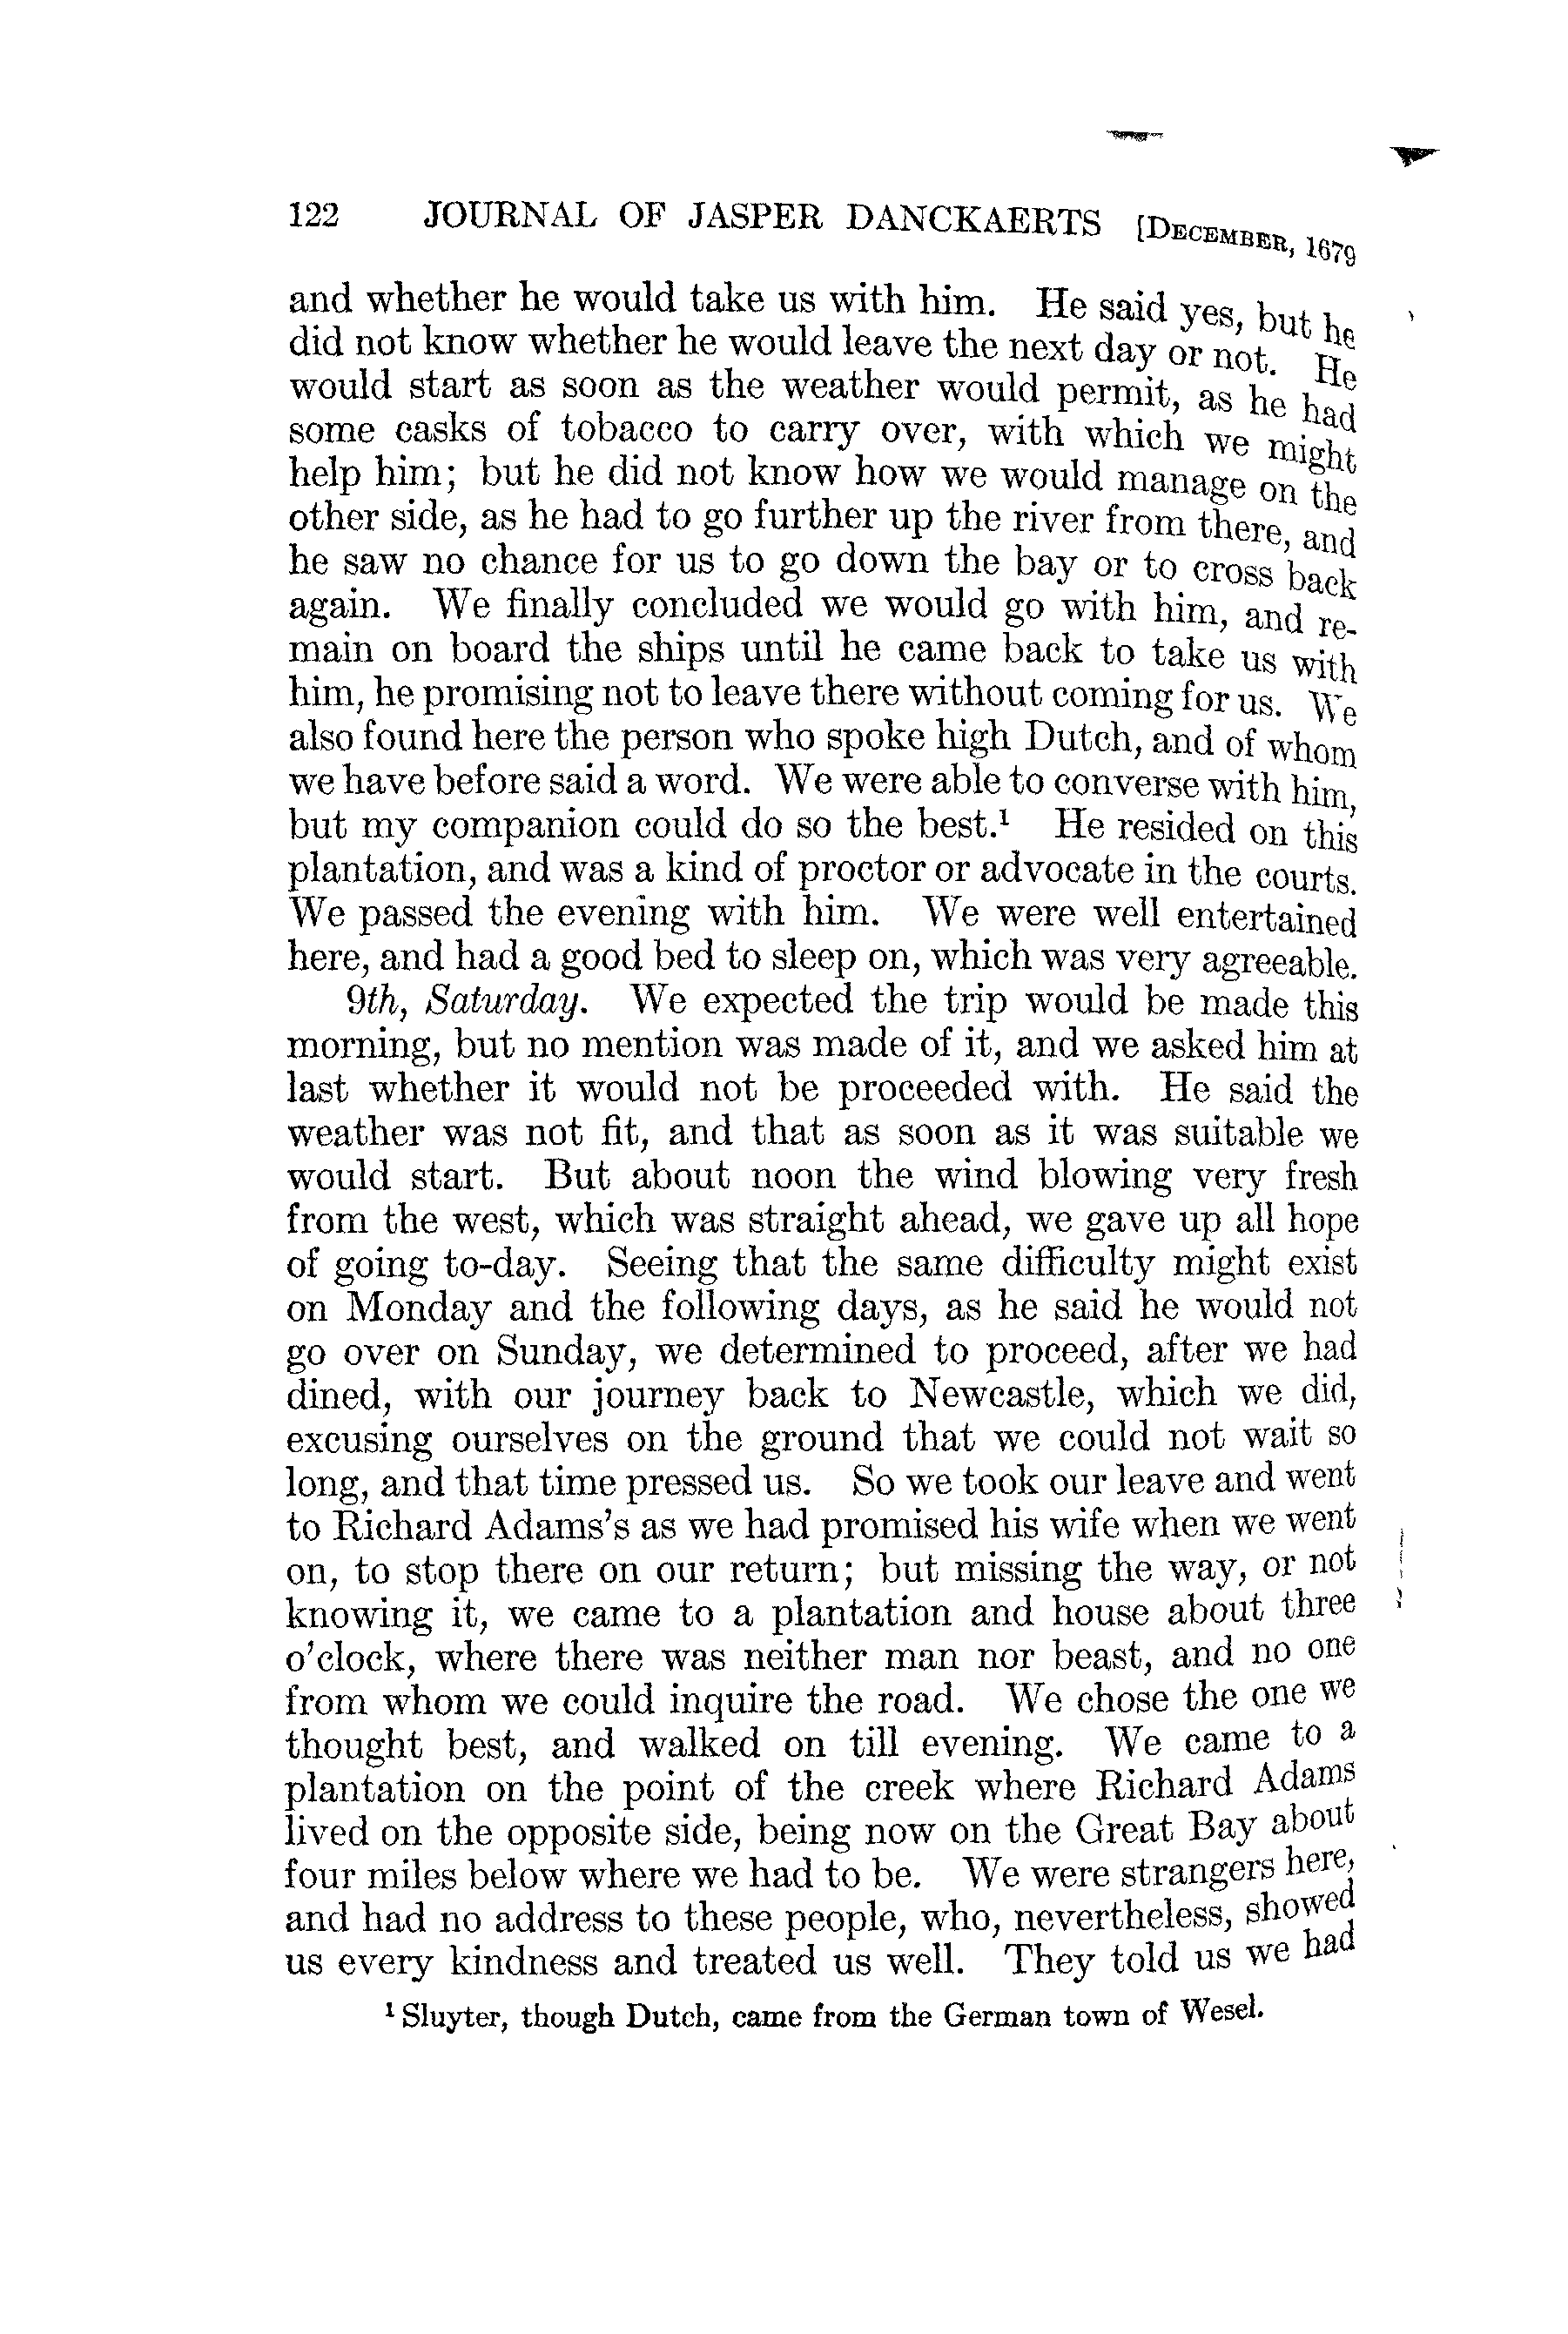 122 JOURNAL OF JASPER DANCKAERTS [DECEMBER, 1679
and whether he would take us with him. He said yes, but he
did not know whether he would leave the next day or not. He
would start as soon as the weather would permit, as he had
some casks of tobacco to carry over, with which we might
help him; but he did not know how we would manage on the
other side, as he had to go further up the river from there, and
he saw no chance for us to go down the bay or to cross back
again. We finally concluded we would go with him, and re-
main on board the ships until he came back to take us with
him, he promising not to leave there without coming for us. We
also found here the person who spoke high Dutch, and of whom
we have before said a word. We were able to converse with him,
but my companion could do so the best.¹ He resided on this
plantation, and was a kind of proctor or advocate in the courts.
We passed the evening with him. We were well entertained
here, and had a good bed to sleep on, which was very agreeable.
9th, Saturday. We expected the trip would be made this
morning, but no mention was made of it, and we asked him at
last whether it would not be proceeded with. He said the
weather was not fit, and that as soon as it was suitable we
would start. But about noon the wind blowing very fresh
from the west, which was straight ahead, we gave up all hope
of going to-day. Seeing that the same difficulty might exist
on Monday and the following days, as he said he would not
go over on Sunday, we determined to proceed, after we had
dined, with our journey back to Newcastle, which we did,
excusing ourselves on the ground that we could not wait so
long, and that time pressed us. So we took our leave and went
to Richard Adams's as we had promised his wife when we went
on, to stop there on our return; but missing the way, or not
knowing it, we came to a plantation and house about three
o'clock, where there was neither man nor beast, and no one
from whom we could inquire the road. We chose the one we
thought best, and walked on till evening. We came to a
plantation on the point of the creek where Richard Adams
lived on the opposite side, being now on the Great Bay about
four miles below where we had to be. We were strangers here,
and had no address to these people, who, nevertheless, showed
us every kindness and treated us well. They told us we had
¹ Sluyter, though Dutch, came from the German town of Wesel.